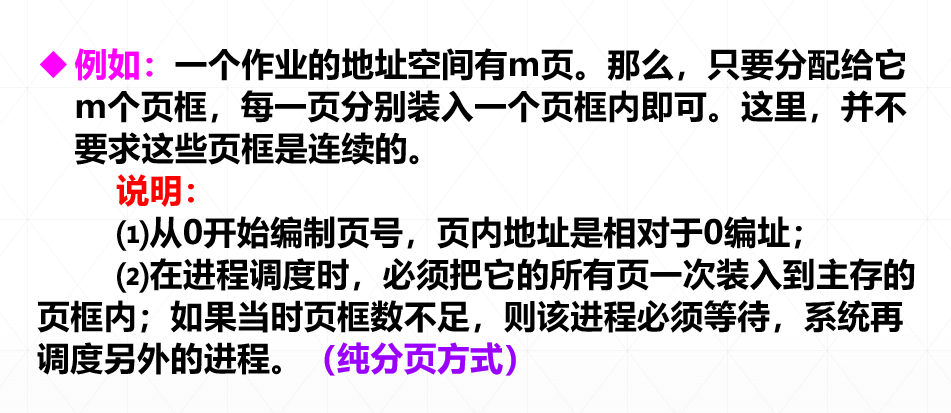 ◆ 例如：一个作业的地址空间有m页。那么，只要分配给它
m个页框，每一页分别装入一个页框内即可。这里，并不
要求这些页框是连续的。
说明：
⑴从0开始编制页号，页内地址是相对于0编址；
⑵在进程调度时，必须把它的所有页一次装入到主存的
页框内；如果当时页框数不足，则该进程必须等待，系统再
调度另外的进程。（纯分页方式）